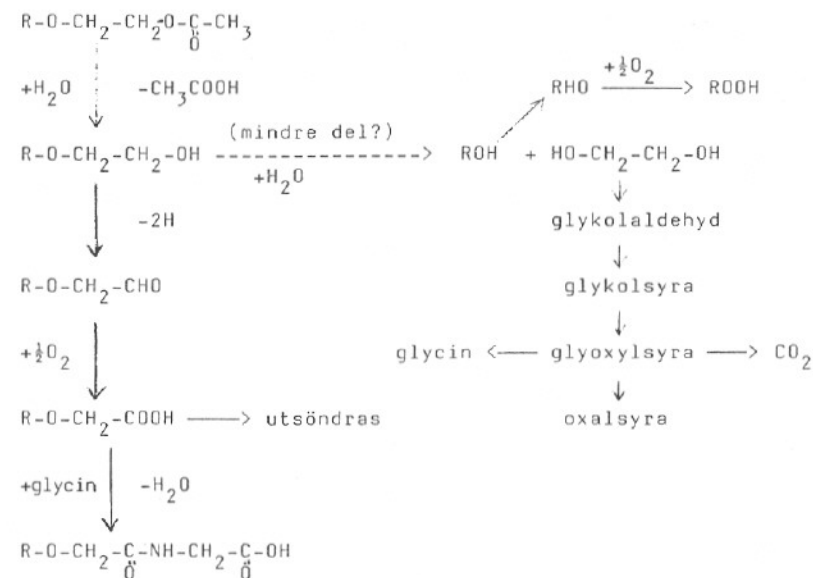 R-O-CH2-CH2-O-C-CH3
Ö
+H2O -CH3COOH
RHO +½O2 —> ROOH
R-O-CH2-CH2-OH (mindre del?) -----------> ROH + HO-CH2-CH2-OH
+H2O
-2H
glykolaldehyd
R-O-CH2-CHO
glykolsyra
+½O2
glycin <— glyoxylsyra —> CO2
R-O-CH2-COOH —> utsöndras
oxalsyra
+glycin -H2O
R-O-CH2-C-NH-CH2-C-OH
Ö Ö